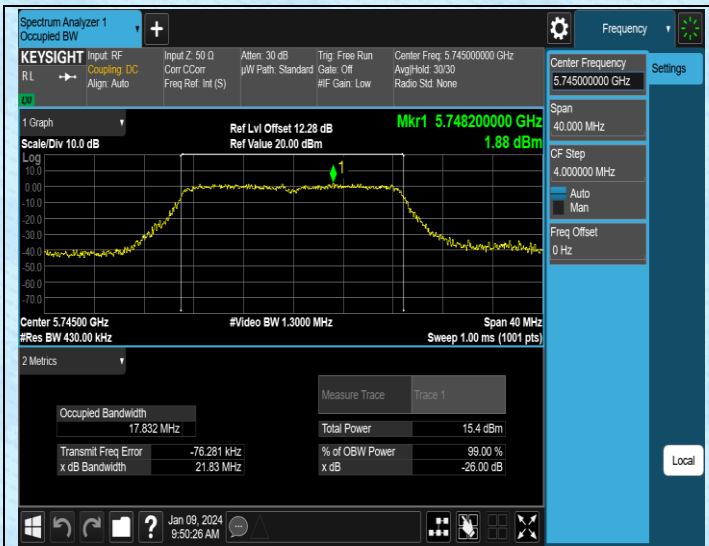 Spectrum Analyzer 1
Occupied BW
+
Frequency
KEYSIGHT
R L
LXI
Input: RF
Coupling: DC
Align: Auto
Input Z: 50 Ω
Corr CCorr
Freq Ref: Int (S)
Atten: 30 dB
µW Path: Standard
Trig: Free Run
Gate: Off
#IF Gain: Low
Center Freq: 5.745000000 GHz
Avg|Hold: 30/30
Radio Std: None
Center Frequency
5.745000000 GHz
Settings
Span
40.000 MHz
CF Step
4.000000 MHz
Auto
Man
Freq Offset
0 Hz
Local
1 Graph
Scale/Div 10.0 dB
Ref Lvl Offset 12.28 dB
Ref Value 20.00 dBm
Mkr1 5.748200000 GHz
1.88 dBm
Log
10.0
0.00
-10.0
-20.0
-30.0
-40.0
-50.0
-60.0
-70.0
1
Center 5.74500 GHz
#Video BW 1.3000 MHz
Span 40 MHz
#Res BW 430.00 kHz
Sweep 1.00 ms (1001 pts)
2 Metrics
Measure Trace
Trace 1
Occupied Bandwidth
17.832 MHz
Total Power
15.4 dBm
Transmit Freq Error
-76.281 kHz
% of OBW Power
99.00 %
x dB Bandwidth
21.83 MHz
x dB
-26.00 dB
?
Jan 09, 2024
9:50:26 AM